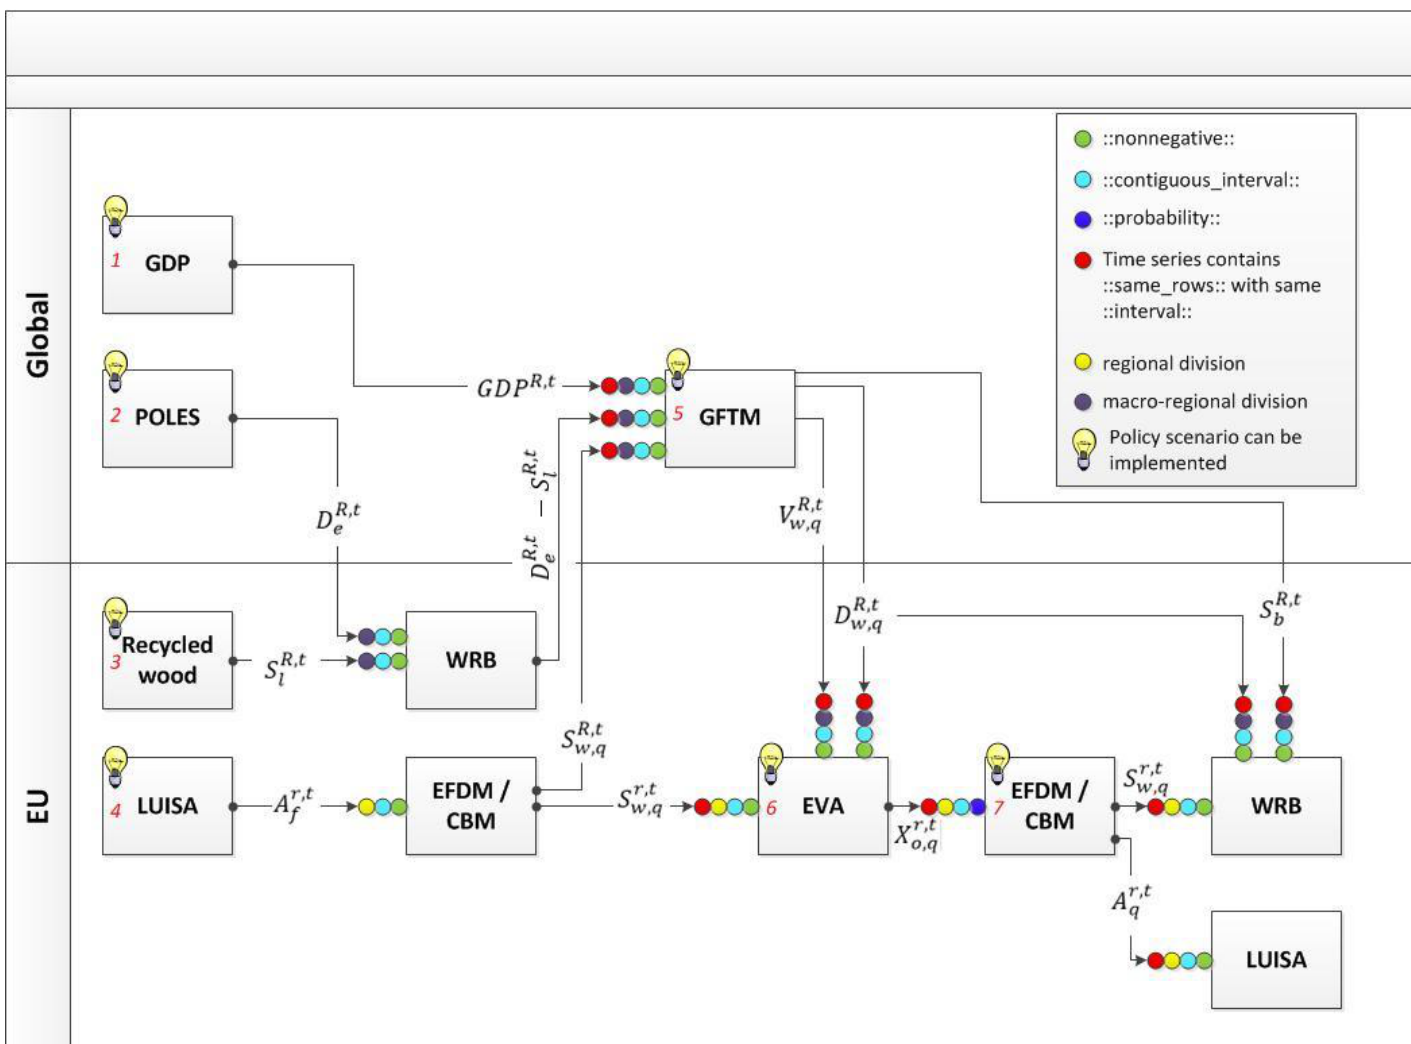 Global
EU
::nonnegative::
::contiguous_interval::
::probability::
Time series contains
::same_rows:: with same
::interval::
regional division
macro-regional division
Policy scenario can be
implemented
1
GDP
2
POLES
GDP^{R,t}
5
GFTM
D_e^{R,t}
D_e^{R,t} – S_l^{R,t}
V_{w,q}^{R,t}
3
Recycled
wood
S_l^{R,t}
WRB
D_{w,q}^{R,t}
S_b^{R,t}
S_{w,q}^{R,t}
4
LUISA
A_f^{r,t}
EFDM /
CBM
S_{w,q}^{r,t}
6
EVA
X_{o,q}^{r,t}
7
EFDM /
CBM
S_{w,q}^{r,t}
WRB
A_q^{r,t}
LUISA